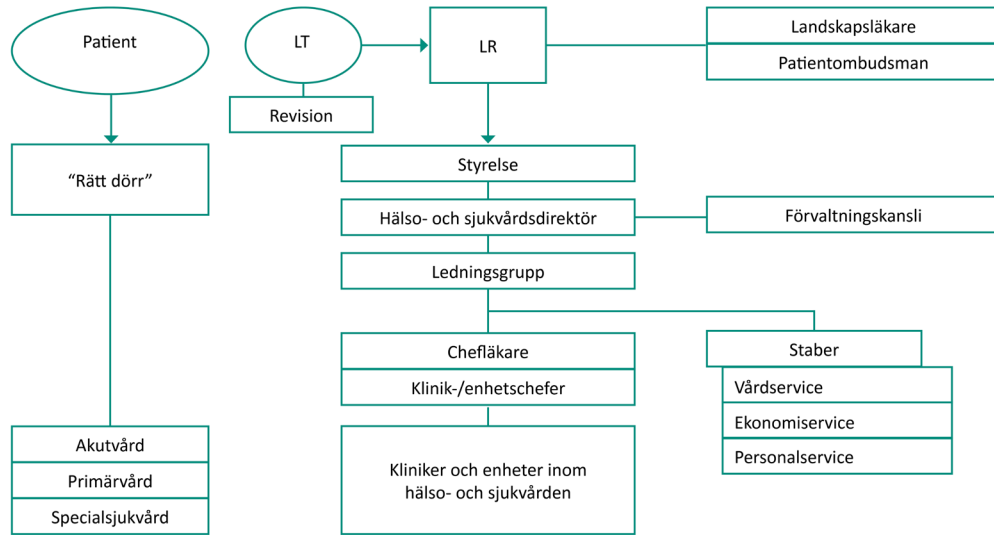 Patient
LT
LR
Landskapsläkare
Patientombudsman
Revision
"Rätt dörr"
Styrelse
Hälso- och sjukvårdsdirektör
Förvaltningskansli
Ledningsgrupp
Chefläkare
Klinik-/enhetschefer
Staber
Vårdservice
Ekonomiservice
Personalservice
Akutvård
Primärvård
Specialsjukvård
Kliniker och enheter inom
hälso- och sjukvården